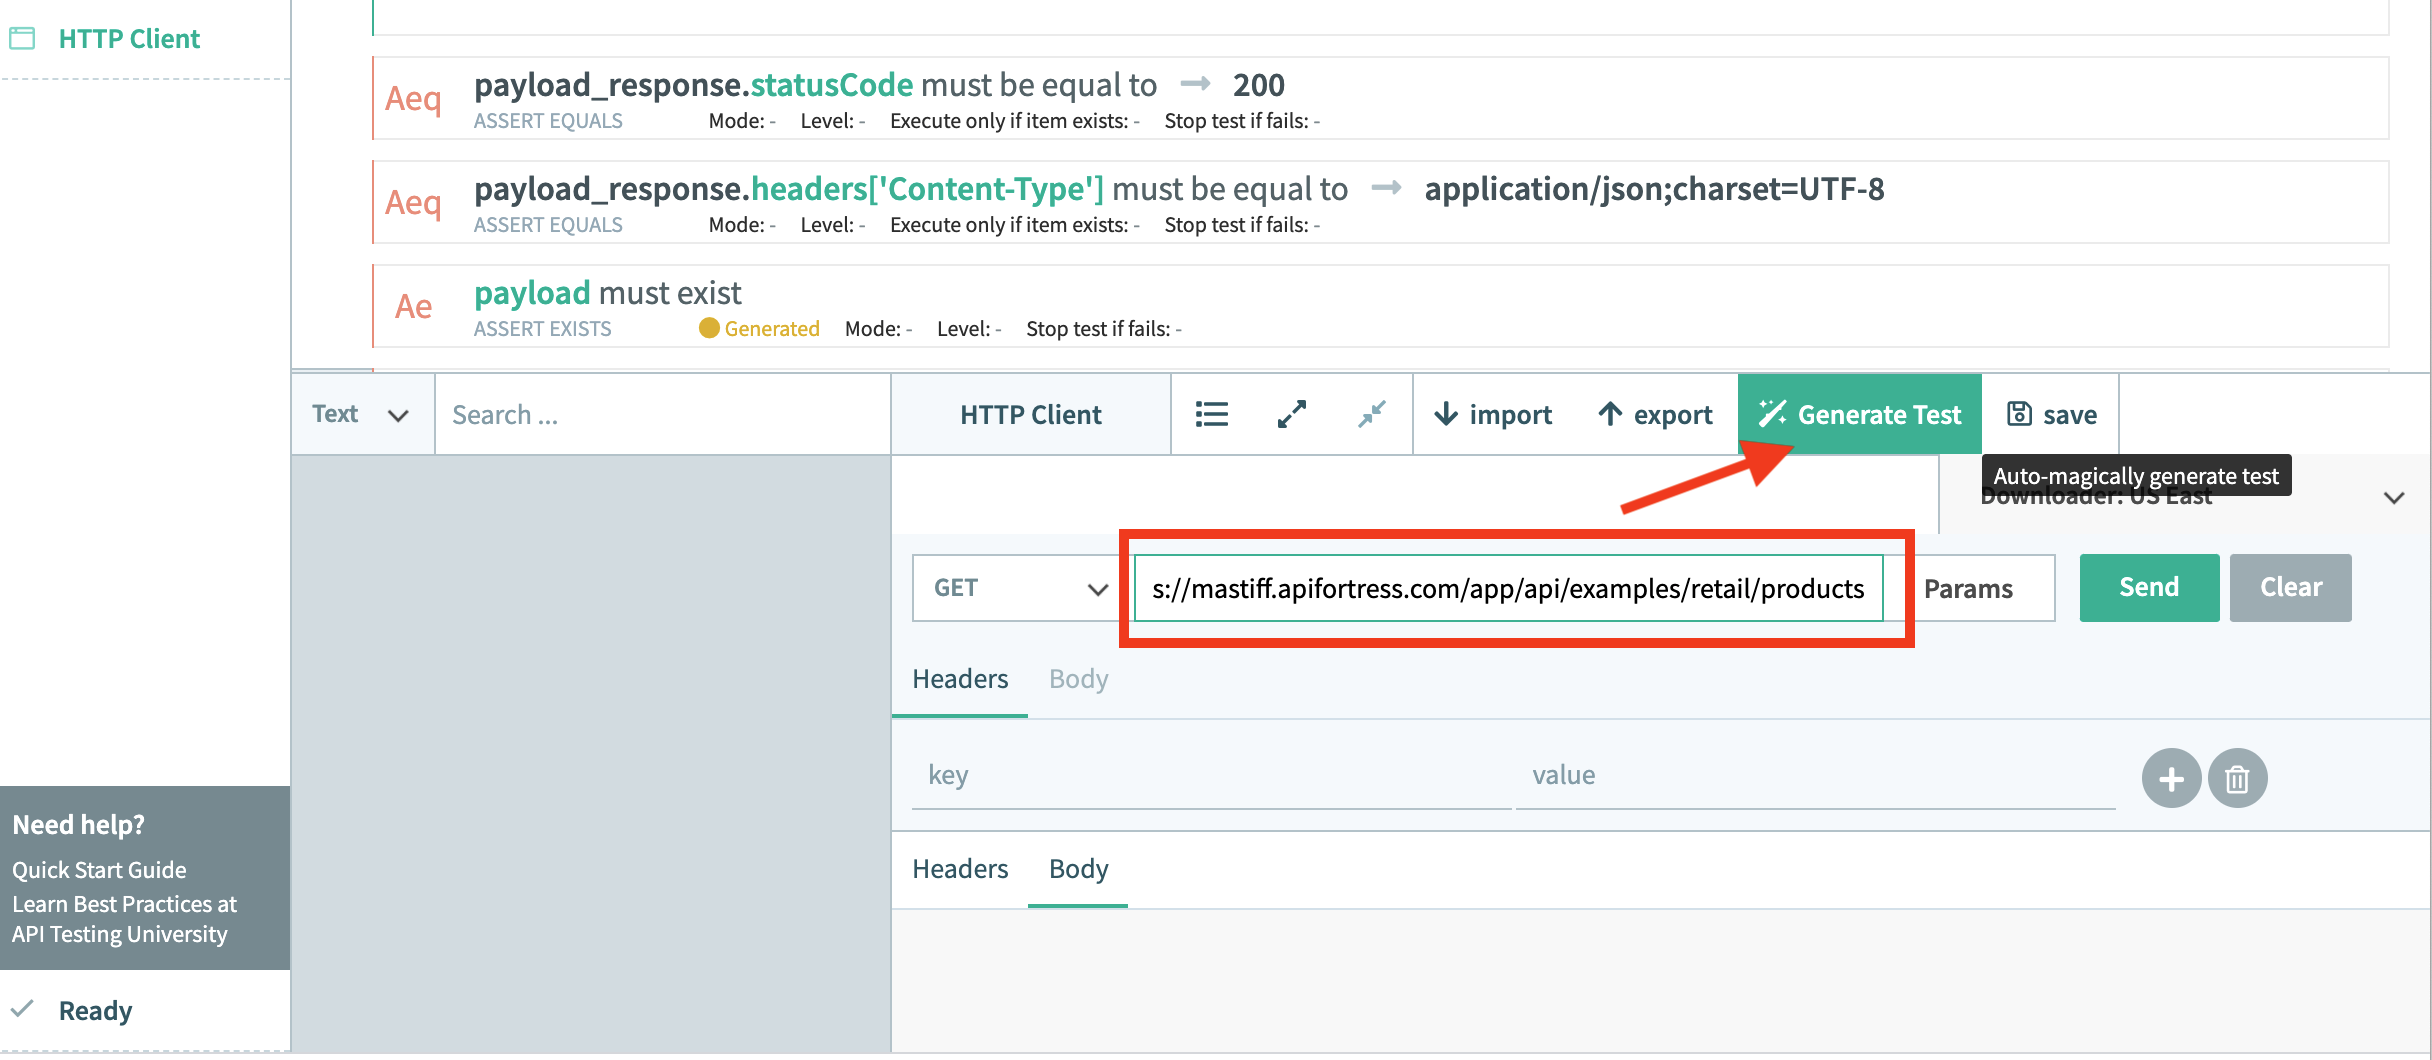 HTTP Client
Aeq
payload_response.statusCode must be equal to → 200
ASSERT EQUALS Mode: - Level: - Execute only if item exists: - Stop test if fails: -
Aeq
payload_response.headers['Content-Type'] must be equal to → application/json;charset=UTF-8
ASSERT EQUALS Mode: - Level: - Execute only if item exists: - Stop test if fails: -
Ae
payload must exist
ASSERT EXISTS Generated Mode: - Level: - Stop test if fails: -
Text Search ... HTTP Client import export Generate Test save
Auto-magically generate test
Downloader: US East
GET s://mastiff.apifortress.com/app/api/examples/retail/products Params Send Clear
Headers Body
key value
Headers Body
Need help?
Quick Start Guide
Learn Best Practices at
API Testing University
Ready